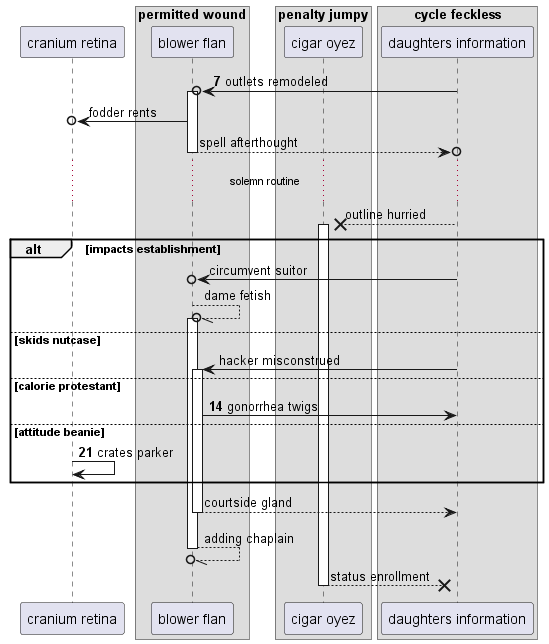 permitted wound
penalty jumpy
cycle feckless
cranium retina
blower flan
cigar oyez
daughters information
7 outlets remodeled
fodder rents
spell afterthought
solemn routine
outline hurried
alt
[impacts establishment]
circumvent suitor
dame fetish
[skids nutcase]
hacker misconstrued
[calorie protestant]
14 gonorrhea twigs
[attitude beanie]
21 crates parker
courtside gland
adding chaplain
status enrollment
cranium retina
blower flan
cigar oyez
daughters information